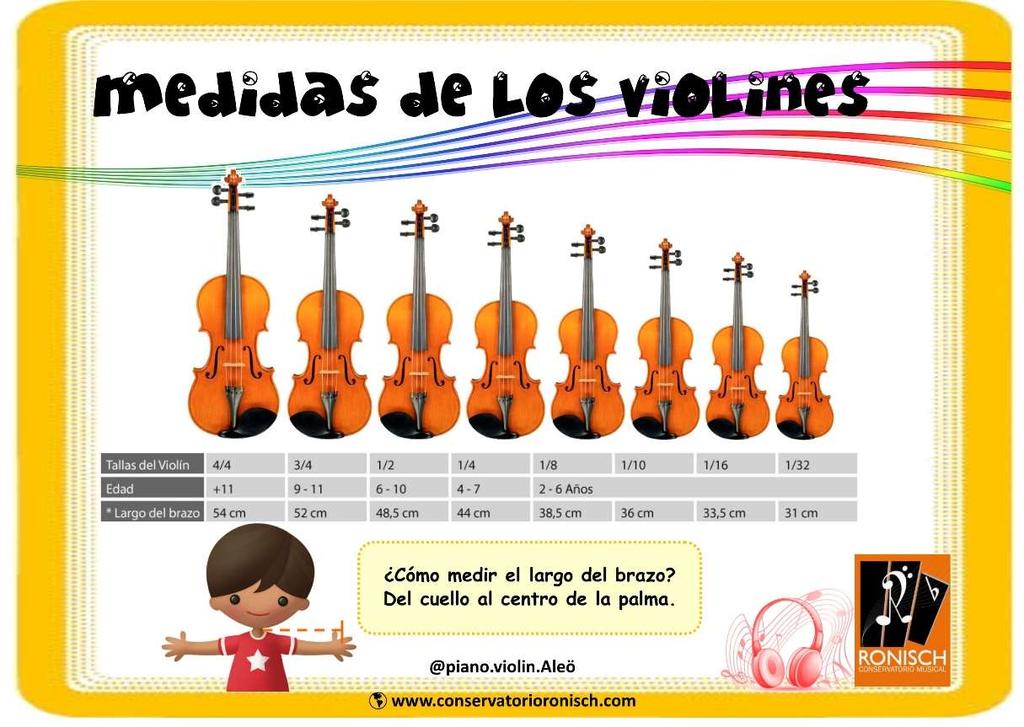 medidas de los violines
Tallas del Violín 4/4 3/4 1/2 1/4 1/8 1/10 1/16 1/32
Edad +11 9 - 11 6 - 10 4 - 7 2 - 6 Años
* Largo del brazo 54 cm 52 cm 48,5 cm 44 cm 38,5 cm 36 cm 33,5 cm 31 cm
¿Cómo medir el largo del brazo?
Del cuello al centro de la palma.
@piano.violin.Aleö
RONISCH
CONSERVATORIO MUSICAL
www.conservatorioronisch.com